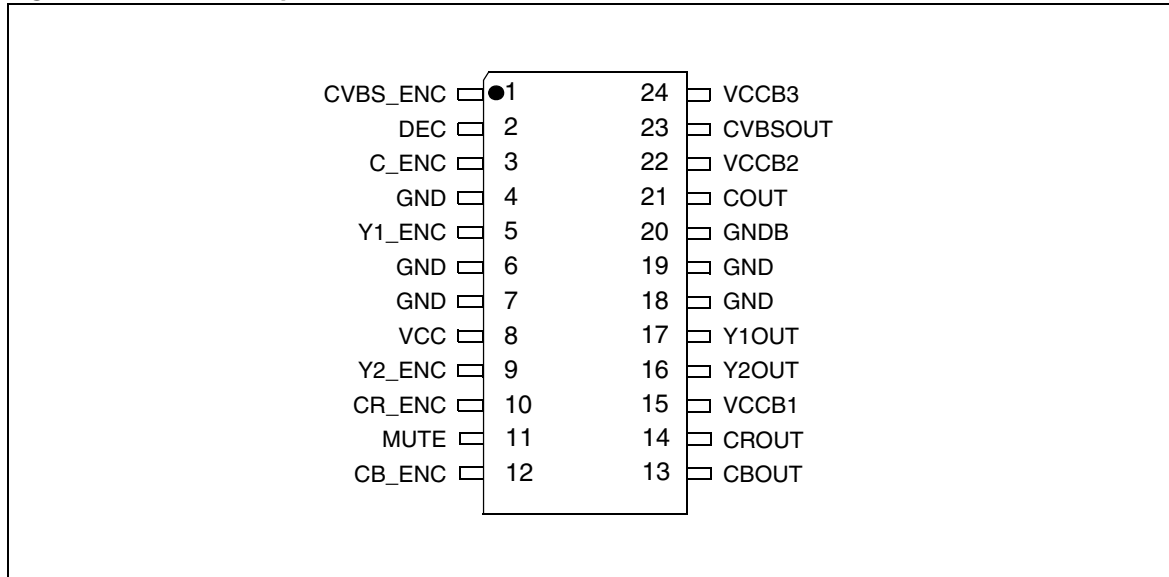 CVBS_ENC 1 24 VCCB3
DEC 2 23 CVBSOUT
C_ENC 3 22 VCCB2
GND 4 21 COUT
Y1_ENC 5 20 GNDB
GND 6 19 GND
GND 7 18 GND
VCC 8 17 Y1OUT
Y2_ENC 9 16 Y2OUT
CR_ENC 10 15 VCCB1
MUTE 11 14 CROUT
CB_ENC 12 13 CBOUT